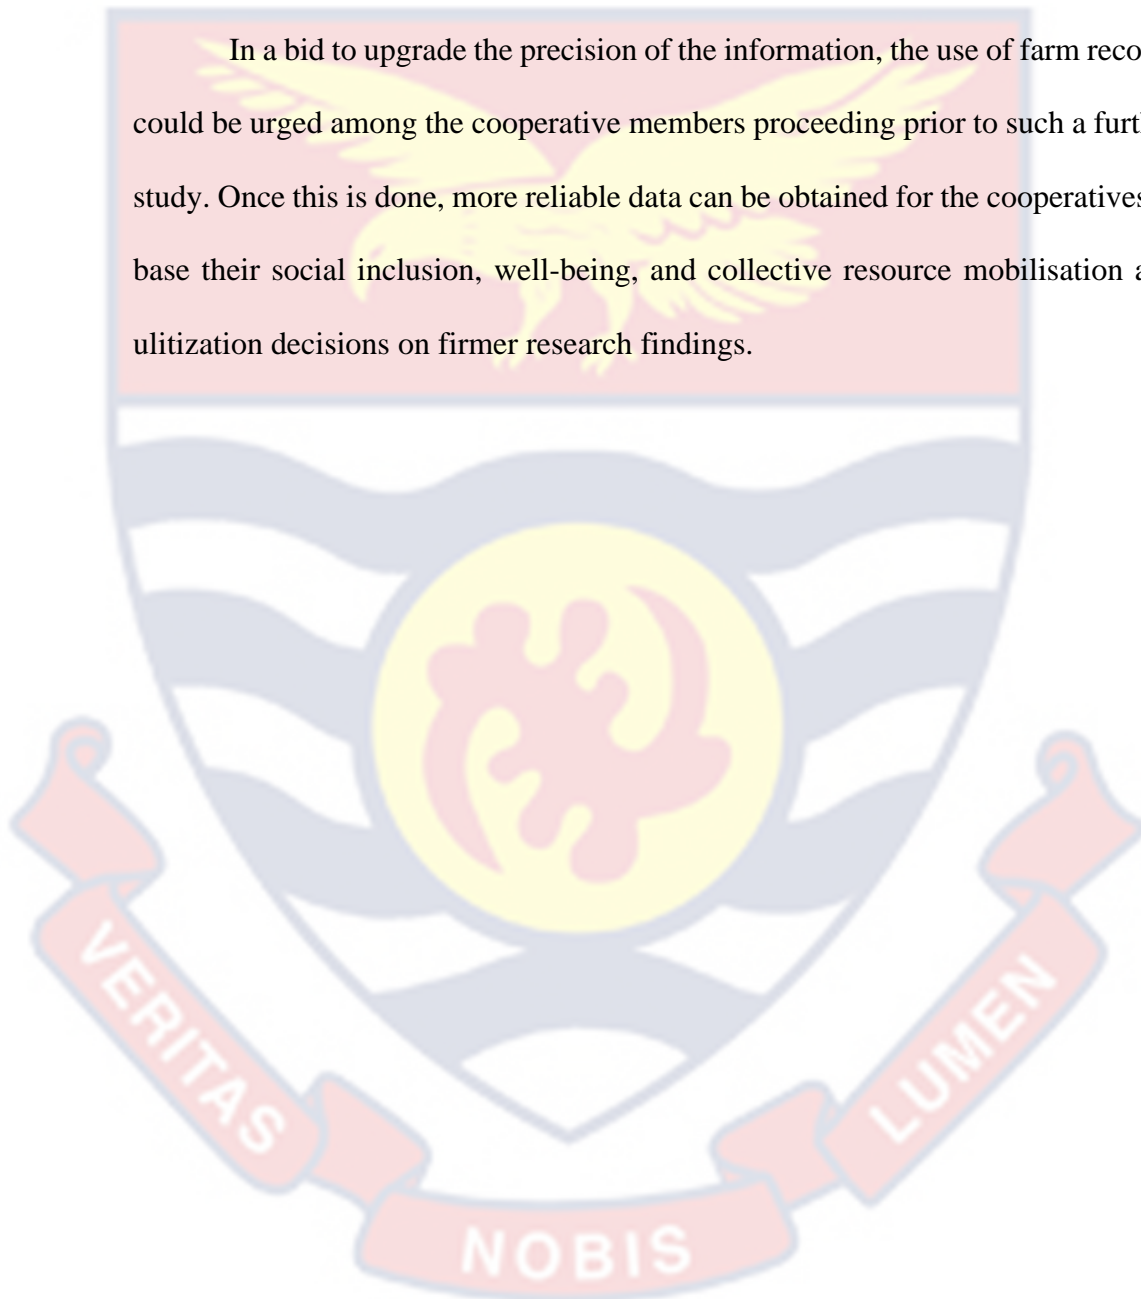 In a bid to upgrade the precision of the information, the use of farm reco
could be urged among the cooperative members proceeding prior to such a furt
study. Once this is done, more reliable data can be obtained for the cooperatives
base their social inclusion, well-being, and collective resource mobilisation a
ulitization decisions on firmer research findings.
VERITAS
NOBIS
LUMEN